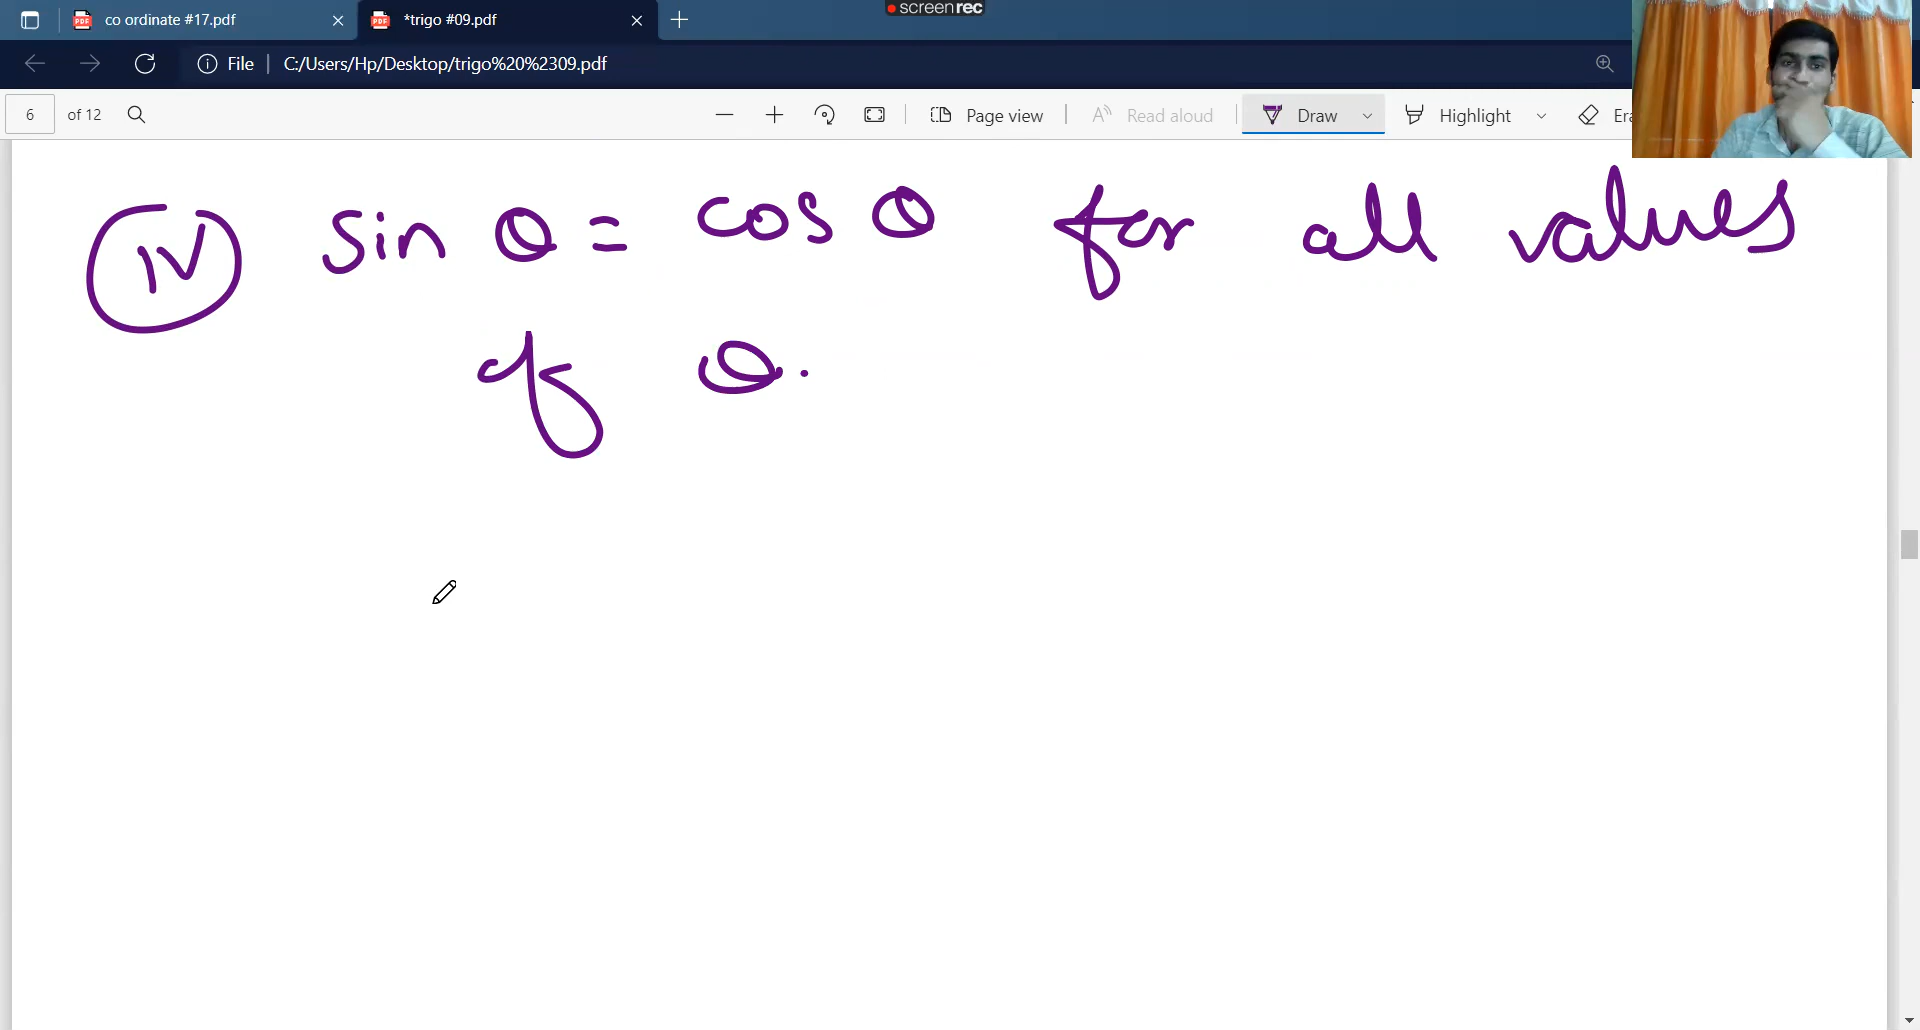 co ordinate #17.pdf
*trigo #09.pdf
screenrec
File
C:/Users/Hp/Desktop/trigo%20%2309.pdf
6 of 12
Page view
Read aloud
Draw
Highlight
(IV) sin θ = cos θ for all values
of θ.